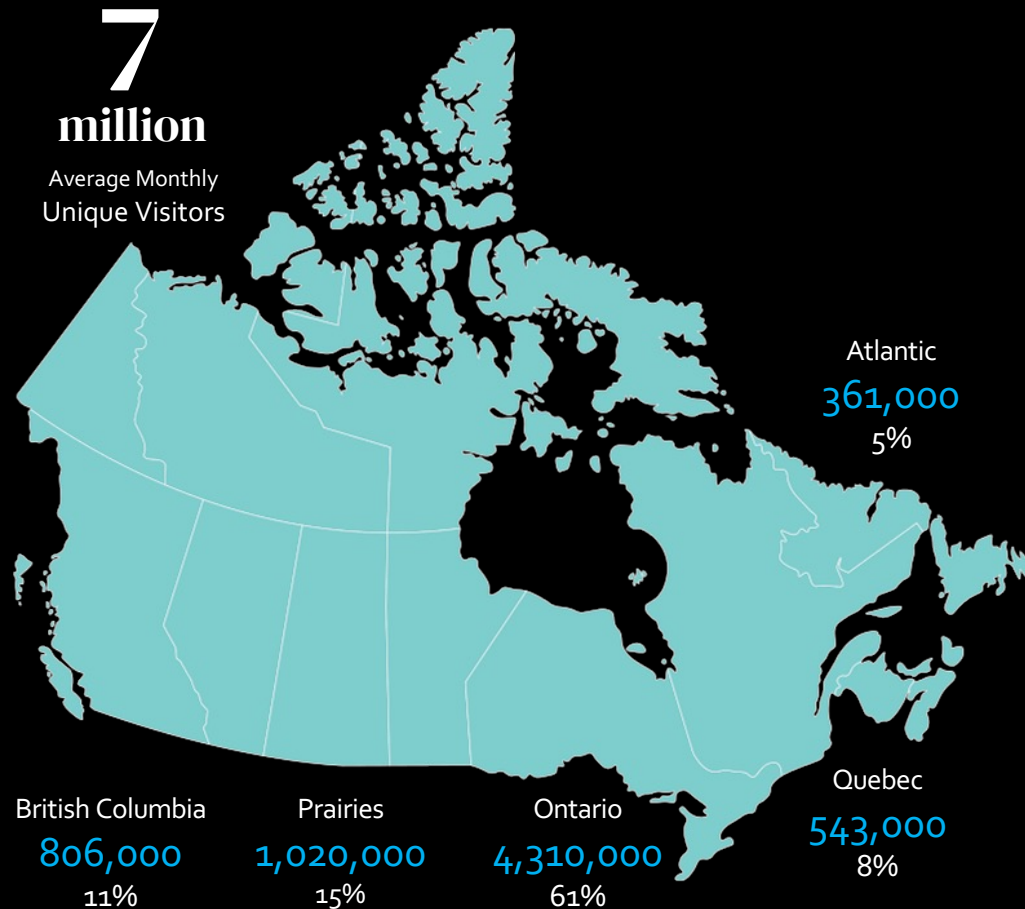 7
million
Average Monthly
Unique Visitors
Atlantic
361,000
5%
British Columbia
806,000
11%
Prairies
1,020,000
15%
Ontario
4,310,000
61%
Quebec
543,000
8%